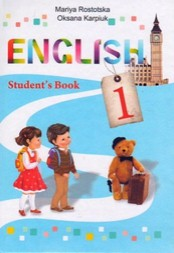 Mariya Rostotska
Oksana Karpiuk
ENGLISH
Student's Book
1